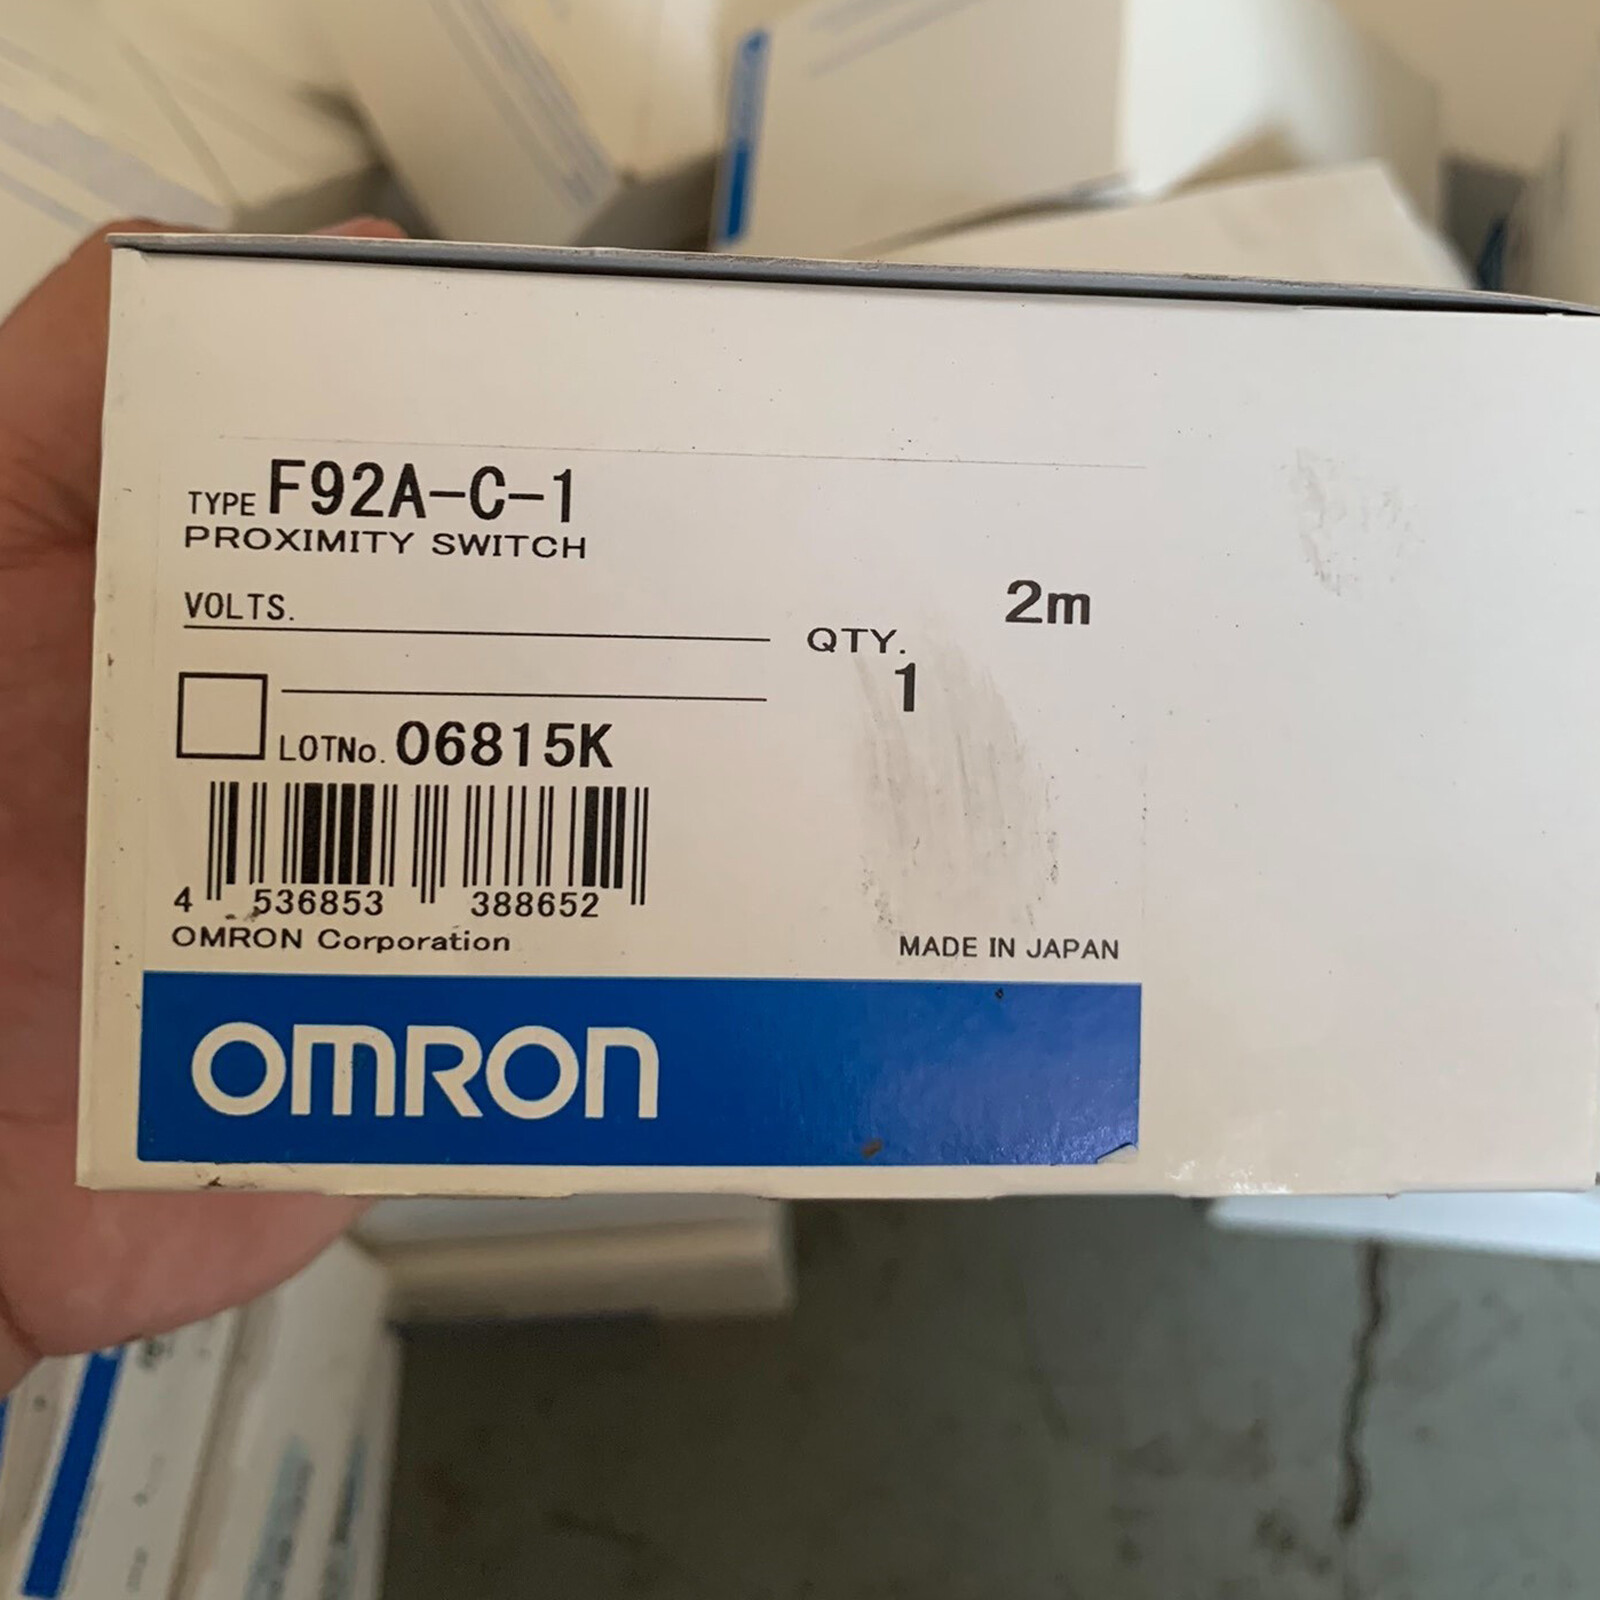 TYPE F92A-C-1
PROXIMITY SWITCH
VOLTS.
2m
QTY.
1
LOTNo. 06815K
4 536853 388652
OMRON Corporation
MADE IN JAPAN
OMRON